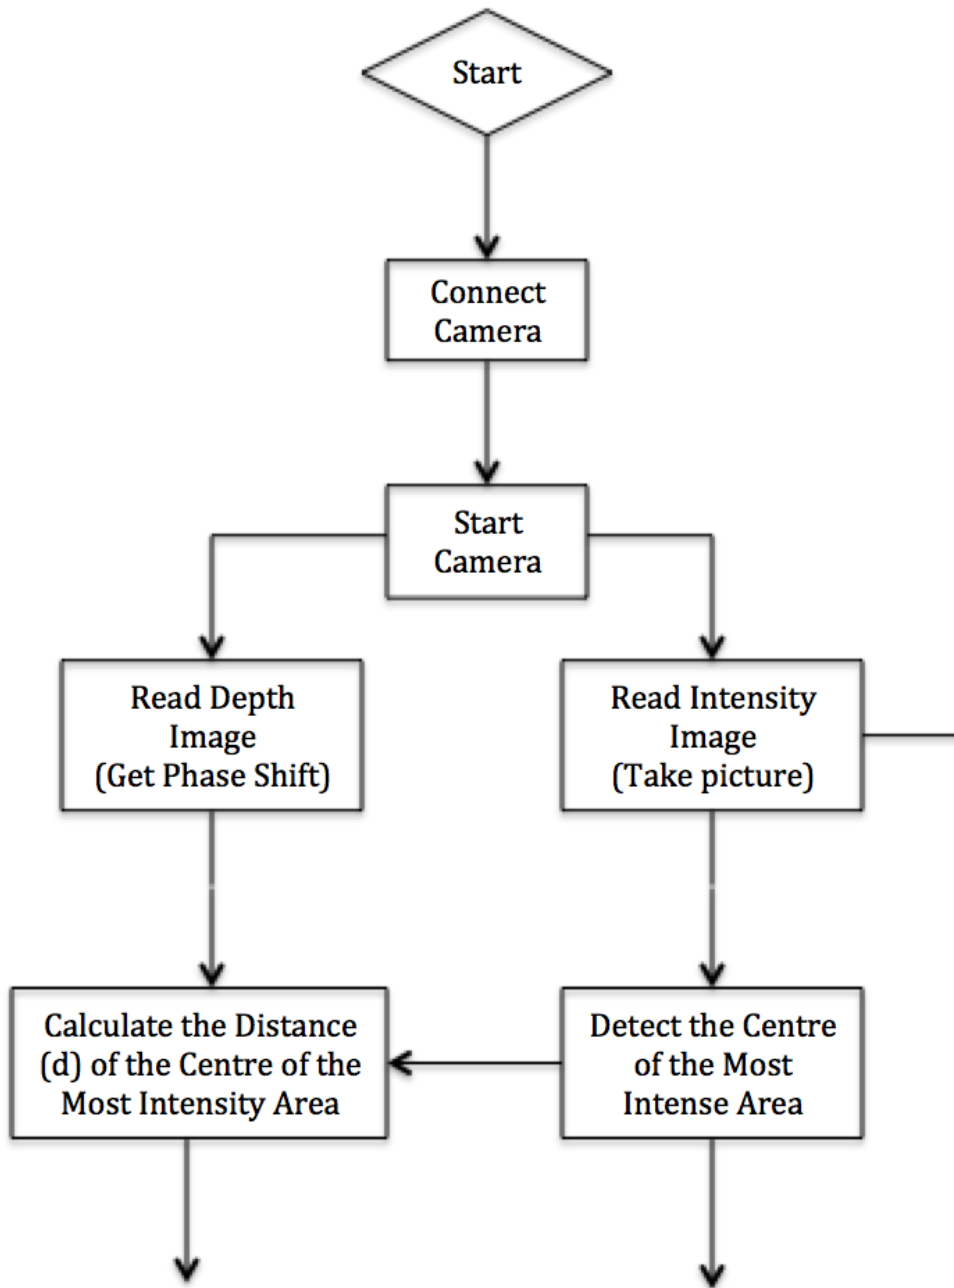 Start
Connect
Camera
Start
Camera
Read Depth
Image
(Get Phase Shift)
Read Intensity
Image
(Take picture)
Calculate the Distance
(d) of the Centre of the
Most Intensity Area
Detect the Centre
of the Most
Intense Area